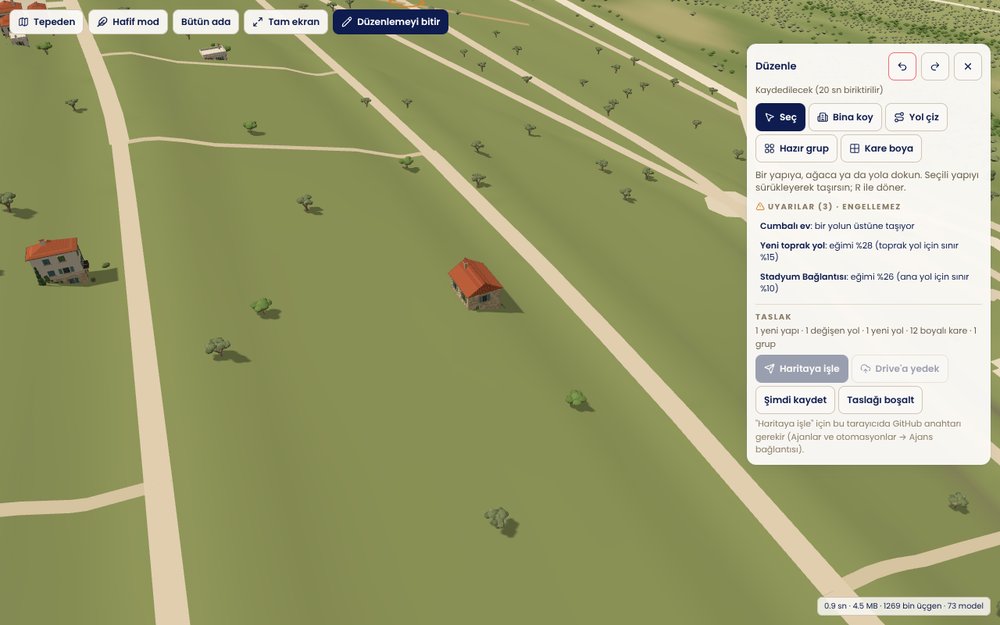 Tepeden
Hafif mod
Bütün ada
Tam ekran
Düzenlemeyi bitir
Düzenle
Kaydedilecek (20 sn biriktirilir)
Seç
Bina koy
Yol çiz
Hazır grup
Kare boya
Bir yapıya, ağaca ya da yola dokun. Seçili yapıyı
sürükleyerek taşırsın; R ile döner.
UYARILAR (3) · ENGELLEMEZ
Cumbalı ev: bir yolun üstüne taşıyor
Yeni toprak yol: eğimi %28 (toprak yol için sınır
%15)
Stadyum Bağlantısı: eğimi %26 (ana yol için sınır
%10)
TASLAK
1 yeni yapı · 1 değişen yol · 1 yeni yol · 12 boyalı kare · 1
grup
Haritaya işle
Drive'a yedek
Şimdi kaydet
Taslağı boşalt
"Haritaya işle" için bu tarayıcıda GitHub anahtarı
gerekir (Ajanlar ve otomasyonlar → Ajans
bağlantısı).
0.9 sn · 4.5 MB · 1269 bin üçgen · 73 model